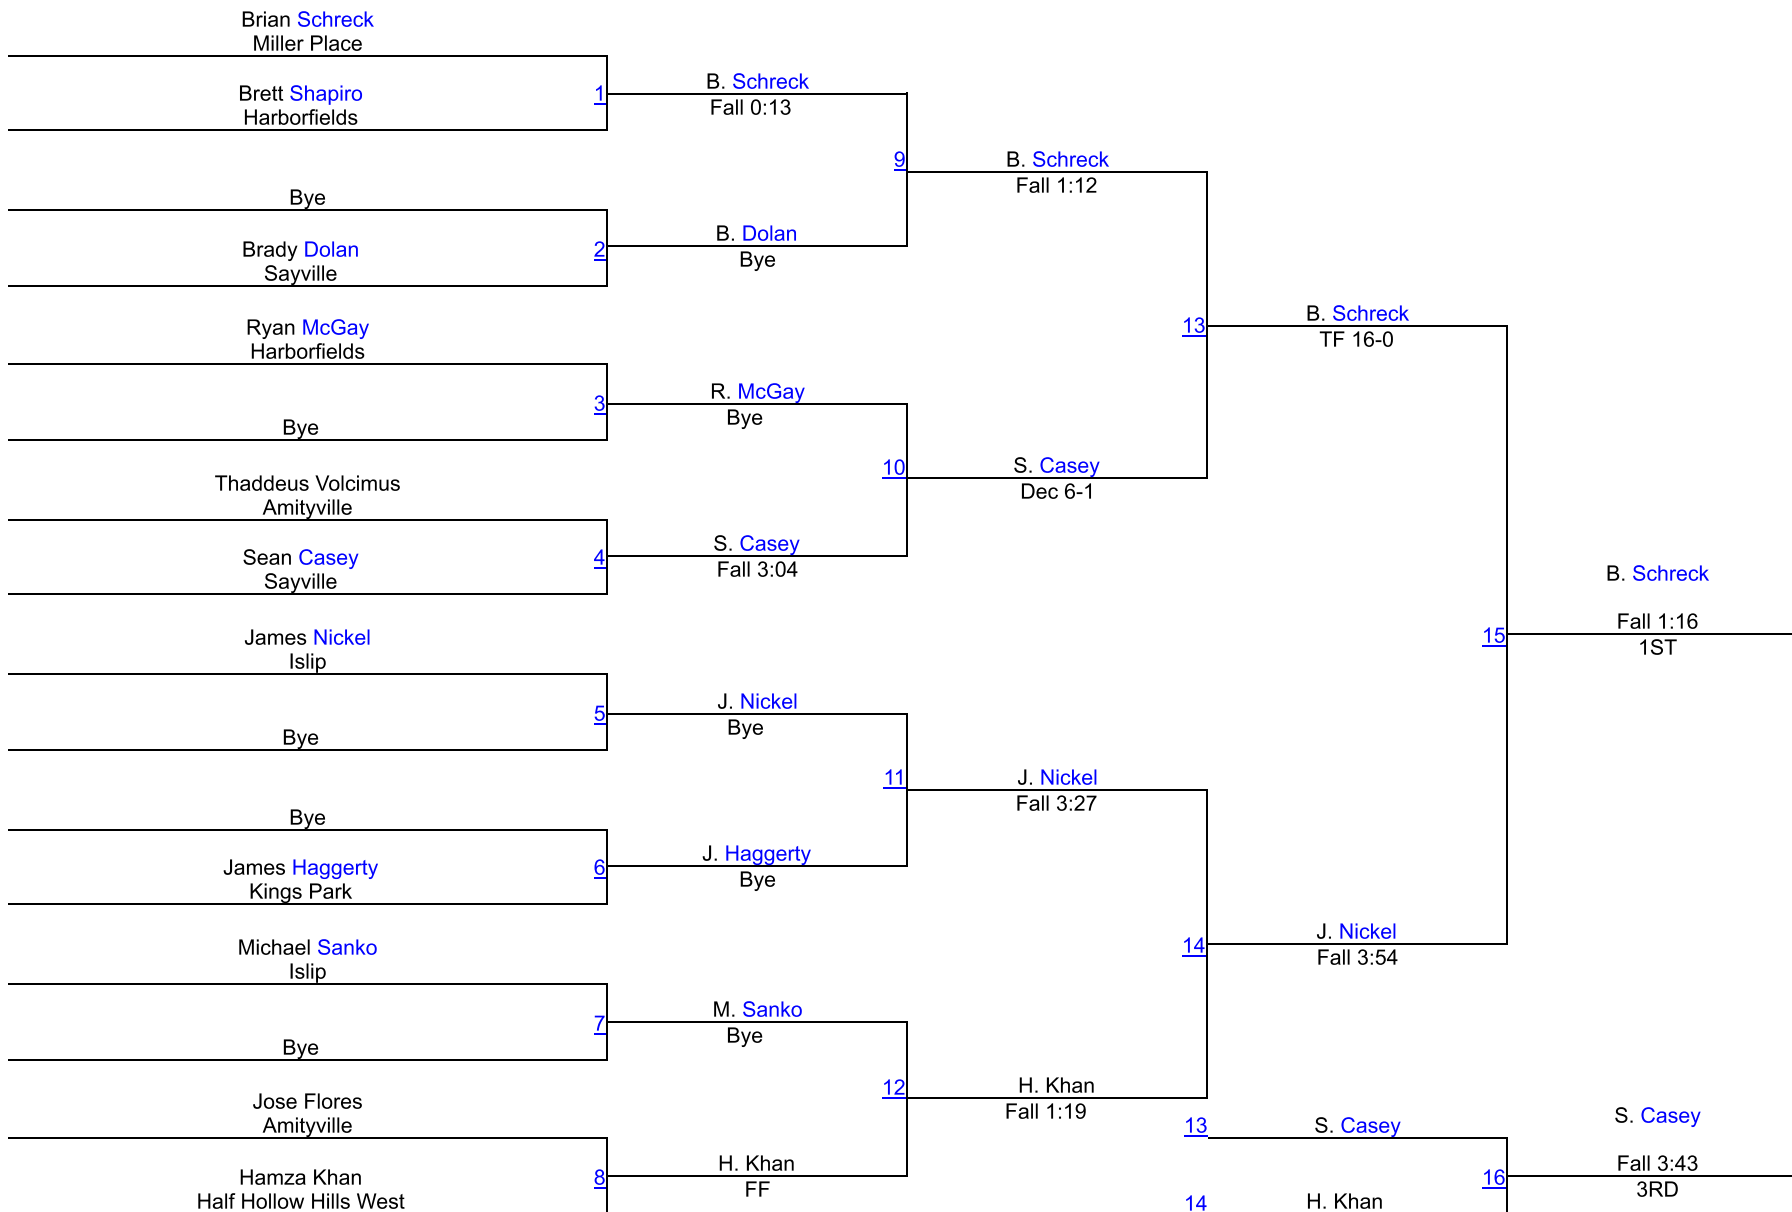 Brian Schreck
Miller Place
Brett Shapiro
Harborfields
1
B. Schreck
Fall 0:13
Bye
Brady Dolan
Sayville
2
B. Dolan
Bye
9
B. Schreck
Fall 1:12
Ryan McGay
Harborfields
Bye
3
R. McGay
Bye
Thaddeus Volcimus
Amityville
Sean Casey
Sayville
4
S. Casey
Fall 3:04
10
S. Casey
Dec 6-1
13
B. Schreck
TF 16-0
James Nickel
Islip
Bye
5
J. Nickel
Bye
Bye
James Haggerty
Kings Park
6
J. Haggerty
Bye
11
J. Nickel
Fall 3:27
Michael Sanko
Islip
Bye
7
M. Sanko
Bye
Jose Flores
Amityville
Hamza Khan
Half Hollow Hills West
8
H. Khan
FF
12
H. Khan
Fall 1:19
14
J. Nickel
Fall 3:54
15
B. Schreck
Fall 1:16
1ST
13
S. Casey
14
H. Khan
16
S. Casey
Fall 3:43
3RD